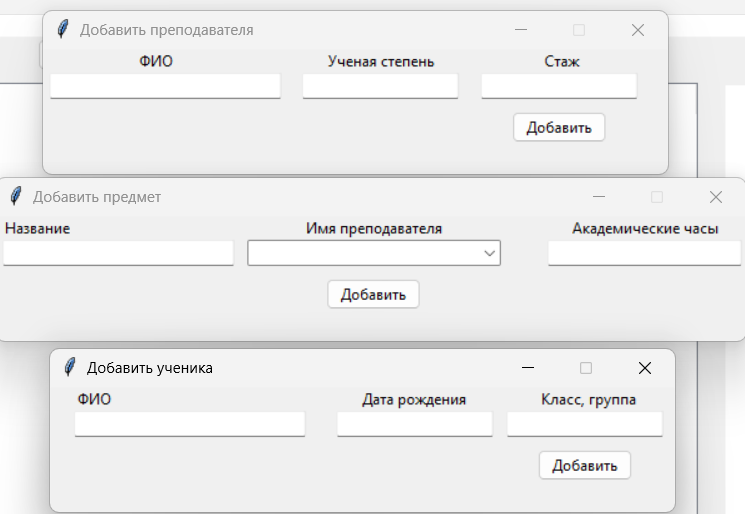 Добавить преподавателя
ФИО Ученая степень Стаж
Добавить
Добавить предмет
Название Имя преподавателя Академические часы
Добавить
Добавить ученика
ФИО Дата рождения Класс, группа
Добавить